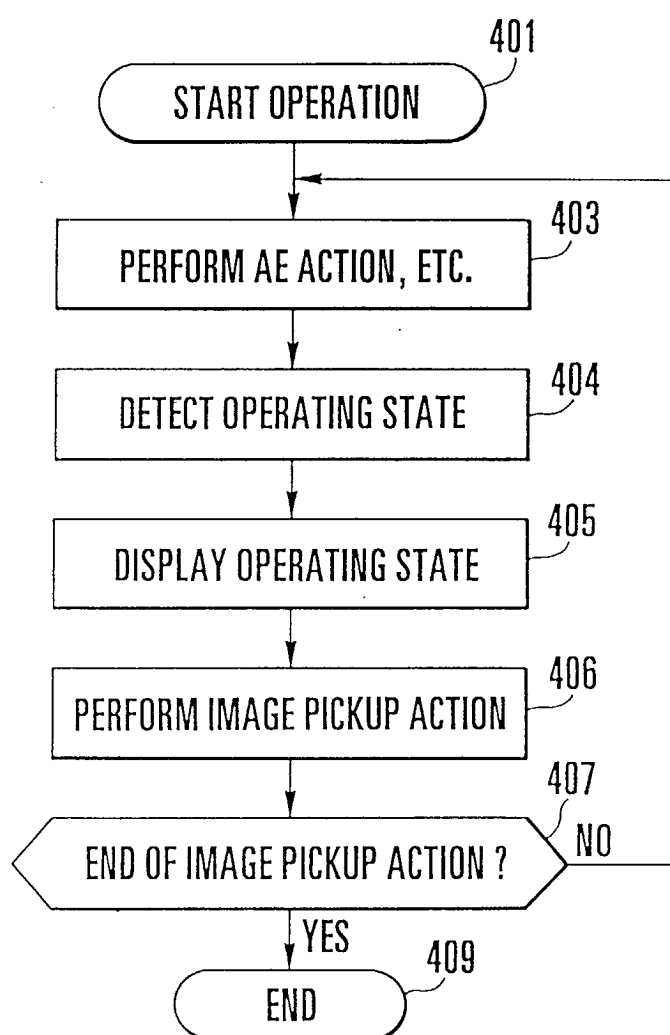 401
START OPERATION
403
PERFORM AE ACTION, ETC.
404
DETECT OPERATING STATE
405
DISPLAY OPERATING STATE
406
PERFORM IMAGE PICKUP ACTION
407
END OF IMAGE PICKUP ACTION ?
NO
YES
409
END